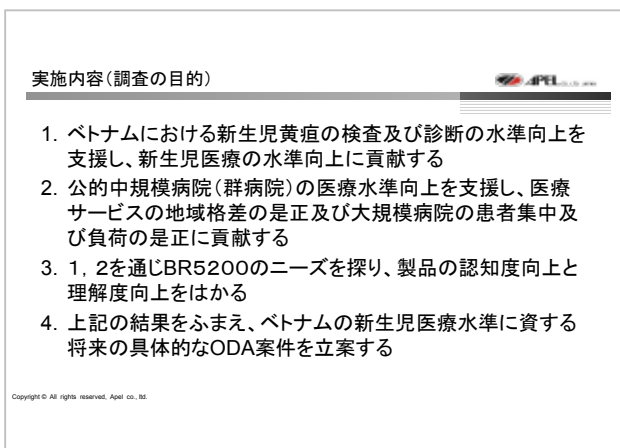 実施内容（調査の目的）
APEL
1. ベトナムにおける新生児黄疸の検査及び診断の水準向上を
支援し、新生児医療の水準向上に貢献する
2. 公的中規模病院（群病院）の医療水準向上を支援し、医療
サービスの地域格差の是正及び大規模病院の患者集中及
び負荷の是正に貢献する
3. １，２を通じBR5200のニーズを探り、製品の認知度向上と
理解度向上をはかる
4. 上記の結果をふまえ、ベトナムの新生児医療水準に資する
将来の具体的なODA案件を立案する
Copyright © All rights reserved, Apel co., ltd.